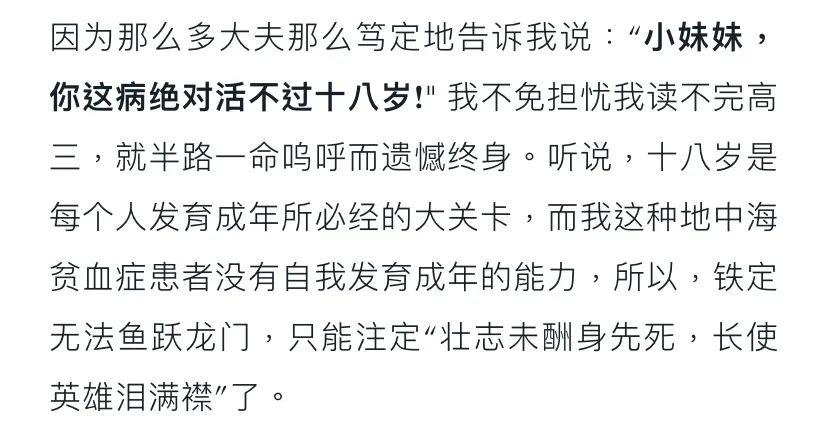 因为那么多大夫那么笃定地告诉我说：“小妹妹，
你这病绝对活不过十八岁!" 我不免担忧我读不完高
三，就半路一命呜呼而遗憾终身。听说，十八岁是
每个人发育成年所必经的大关卡，而我这种地中海
贫血症患者没有自我发育成年的能力，所以，铁定
无法鱼跃龙门，只能注定“壮志未酬身先死，长使
英雄泪满襟”了。